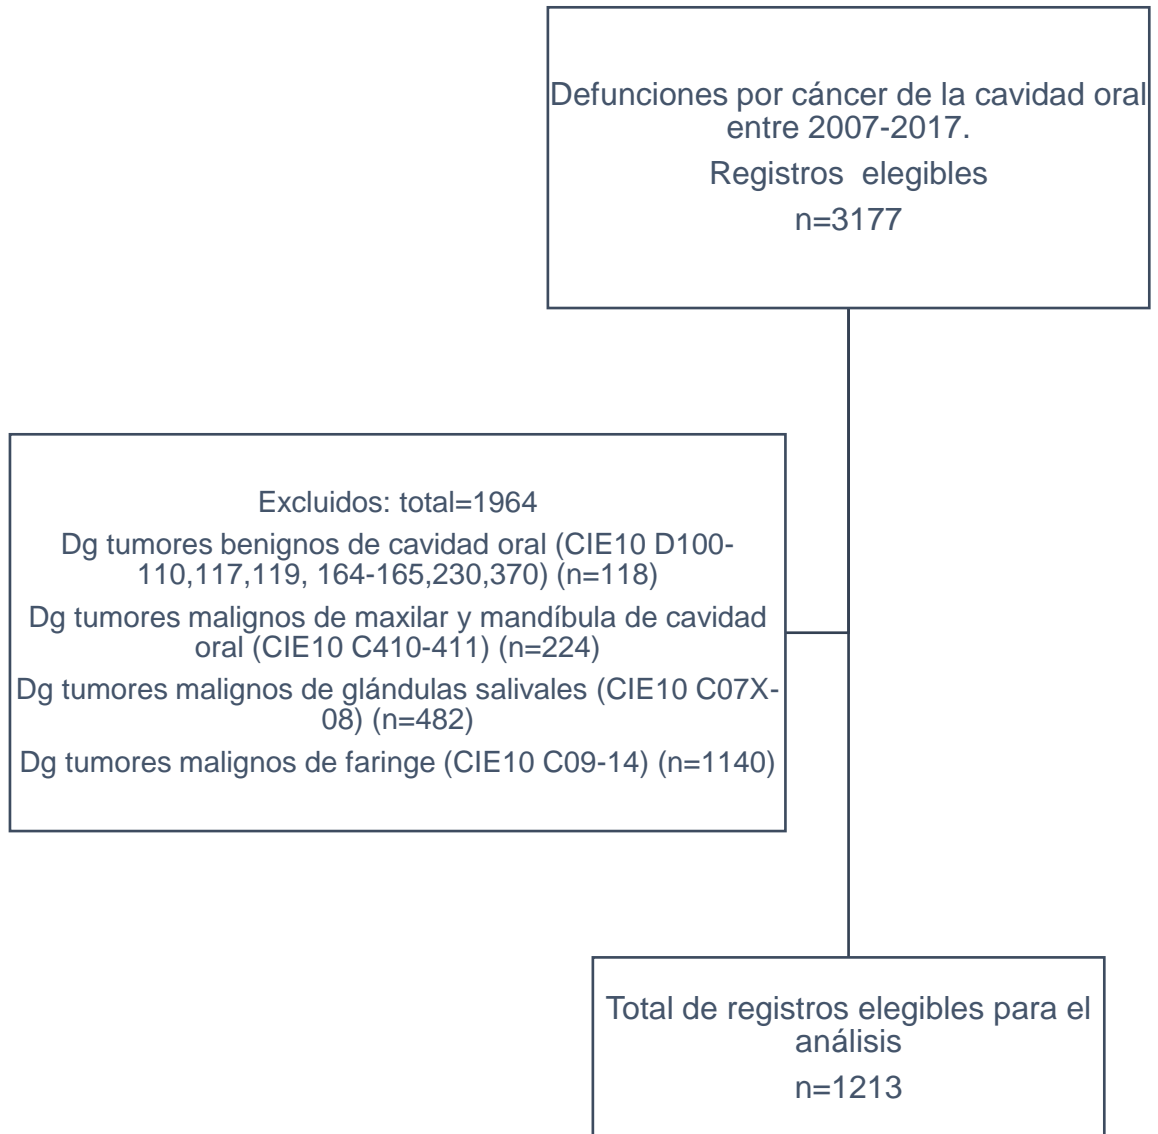 Defunciones por cáncer de la cavidad oral
entre 2007-2017.
Registros elegibles
n=3177
Excluidos: total=1964
Dg tumores benignos de cavidad oral (CIE10 D100-
110,117,119, 164-165,230,370) (n=118)
Dg tumores malignos de maxilar y mandíbula de cavidad
oral (CIE10 C410-411) (n=224)
Dg tumores malignos de glándulas salivales (CIE10 C07X-
08) (n=482)
Dg tumores malignos de faringe (CIE10 C09-14) (n=1140)
Total de registros elegibles para el
análisis
n=1213